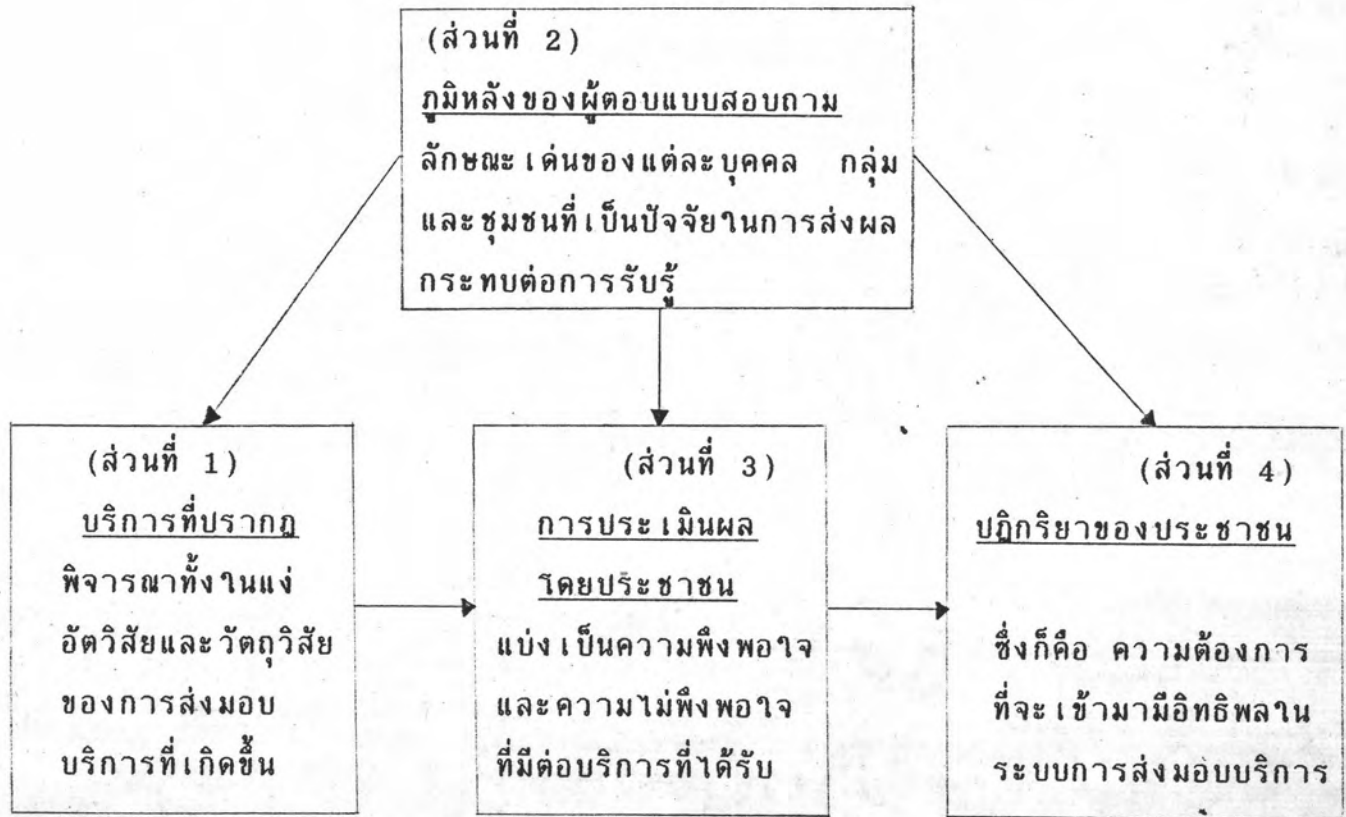 (ส่วนที่ 2)
ภูมิหลังของผู้ตอบแบบสอบถาม
ลักษณะเด่นของแต่ละบุคคล กลุ่ม
และชุมชนที่เป็นปัจจัยในการส่งผล
กระทบต่อการรับรู้
(ส่วนที่ 1)
บริการที่ปรากฏ
พิจารณาทั้งในแง่
อัตวิสัยและวัตถุวิสัย
ของการส่งมอบ
บริการที่เกิดขึ้น
(ส่วนที่ 3)
การประเมินผล
โดยประชาชน
แบ่งเป็นความพึงพอใจ
และความไม่พึงพอใจ
ที่มีต่อบริการที่ได้รับ
(ส่วนที่ 4)
ปฏิกริยาของประชาชน
ซึ่งก็คือ ความต้องการ
ที่จะเข้ามามีอิทธิพลใน
ระบบการส่งมอบบริการ